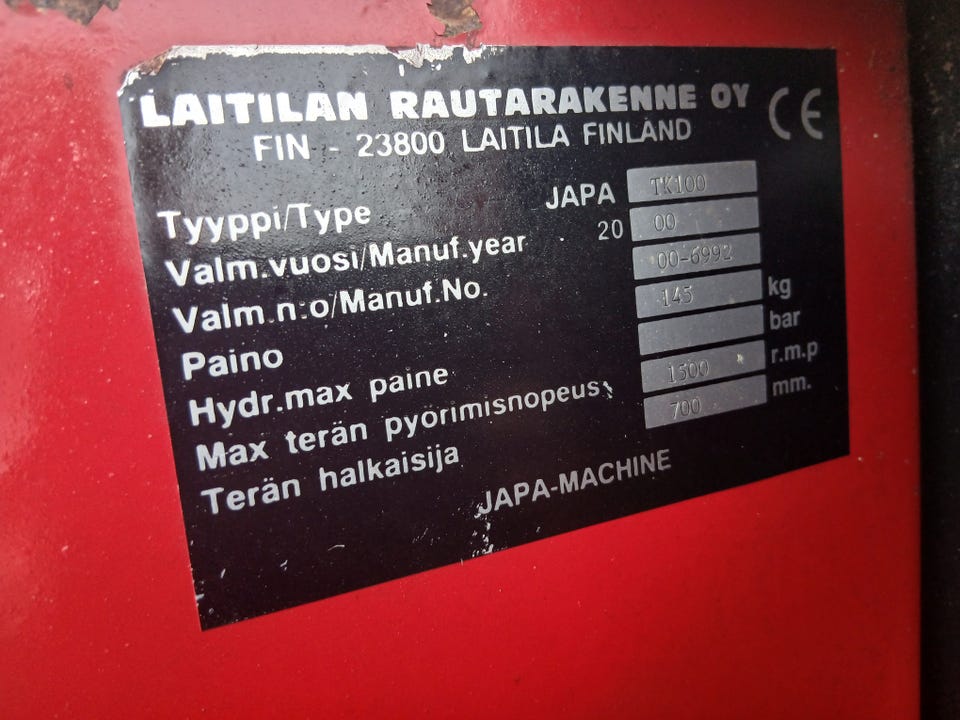 LAITILAN RAUTARAKENNE OY CE
FIN - 23800 LAITILA FINLAND
Tyyppi/Type JAPA TK100
Valm.vuosi/Manuf.year 20 00
Valm.n:o/Manuf.No. 00-6992
Paino 145 kg
Hydr.max paine bar
Max terän pyörimisnopeus: 1500 r.m.p
Terän halkaisija 700 mm.
JAPA-MACHINE